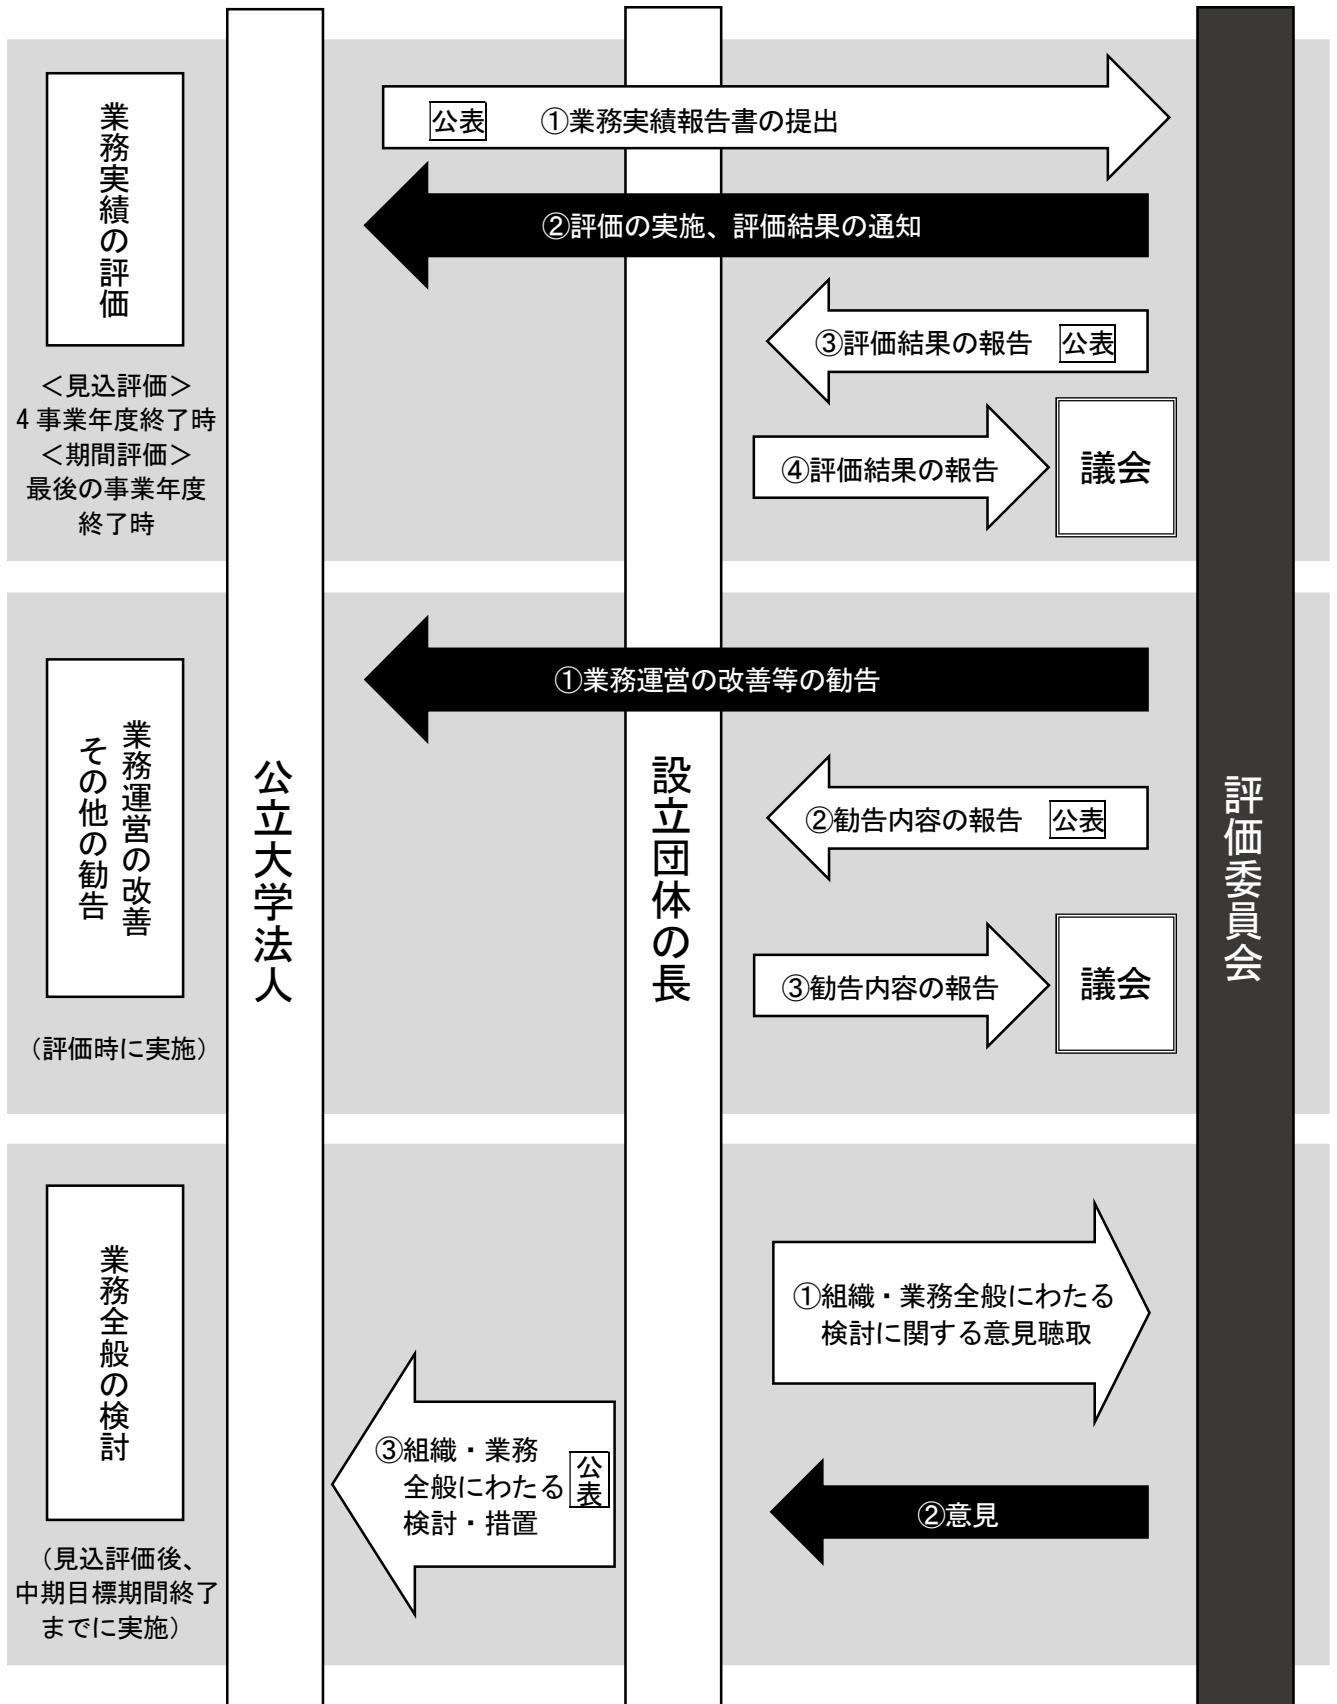 業務実績の評価
＜見込評価＞
4 事業年度終了時
＜期間評価＞
最後の事業年度
終了時
公表 ①業務実績報告書の提出
②評価の実施、評価結果の通知
③評価結果の報告 公表
④評価結果の報告
議会
業務運営の改善
その他の勧告
（評価時に実施）
公立大学法人
設立団体の長
評価委員会
①業務運営の改善等の勧告
②勧告内容の報告 公表
③勧告内容の報告
議会
業務全般の検討
（見込評価後、
中期目標期間終了
までに実施）
①組織・業務全般にわたる
検討に関する意見聴取
②意見
③組織・業務
全般にわたる
検討・措置
公表